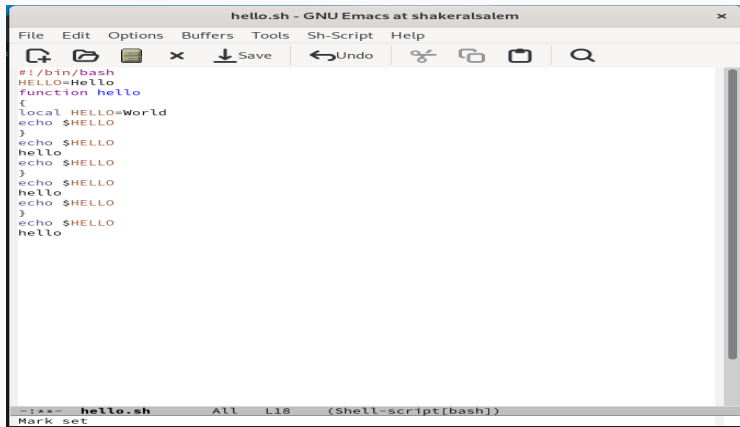 hello.sh - GNU Emacs at shakeralsalem
File Edit Options Buffers Tools Sh-Script Help
Save Undo
#!/bin/bash
HELLO=Hello
function hello
{
local HELLO=World
echo $HELLO
}
echo $HELLO
hello
echo $HELLO
}
echo $HELLO
hello
echo $HELLO
}
echo $HELLO
hello
-:**- hello.sh All L18 (Shell-script[bash])
Mark set